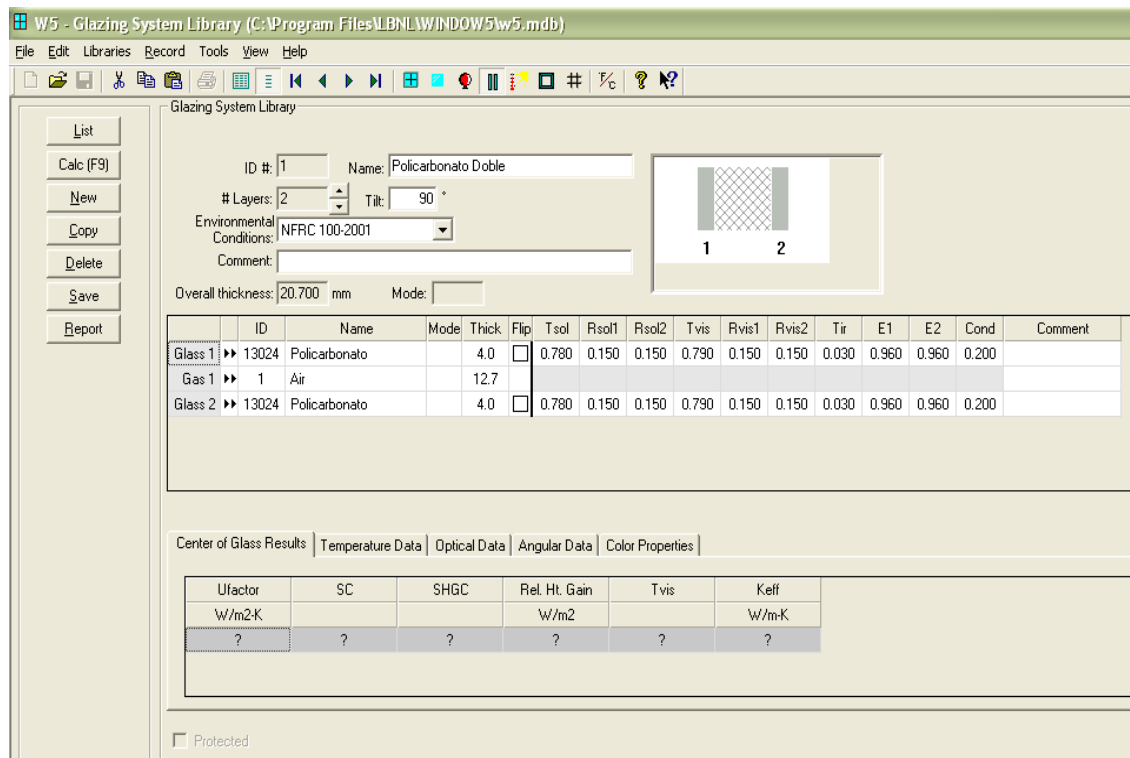 W5 - Glazing System Library (C:\Program Files\LBNL\WINDOW5\w5.mdb)
File Edit Libraries Record Tools View Help
Glazing System Library
List
Calc (F9)
New
Copy
Delete
Save
Report
ID #: 1 Name: Policarbonato Doble
# Layers: 2 Tilt: 90 °
Environmental
Conditions: NFRC 100-2001
Comment:
Overall thickness: 20.700 mm Mode:
1 2
ID Name Mode Thick Flip Tsol Rsol1 Rsol2 Tvis Rvis1 Rvis2 Tir E1 E2 Cond Comment
Glass 1 ►► 13024 Policarbonato 4.0 0.780 0.150 0.150 0.790 0.150 0.150 0.030 0.960 0.960 0.200
Gas 1 ►► 1 Air 12.7
Glass 2 ►► 13024 Policarbonato 4.0 0.780 0.150 0.150 0.790 0.150 0.150 0.030 0.960 0.960 0.200
Center of Glass Results Temperature Data Optical Data Angular Data Color Properties
Ufactor SC SHGC Rel. Ht. Gain Tvis Keff
W/m2-K W/m2 W/m-K
? ? ? ? ? ?
Protected